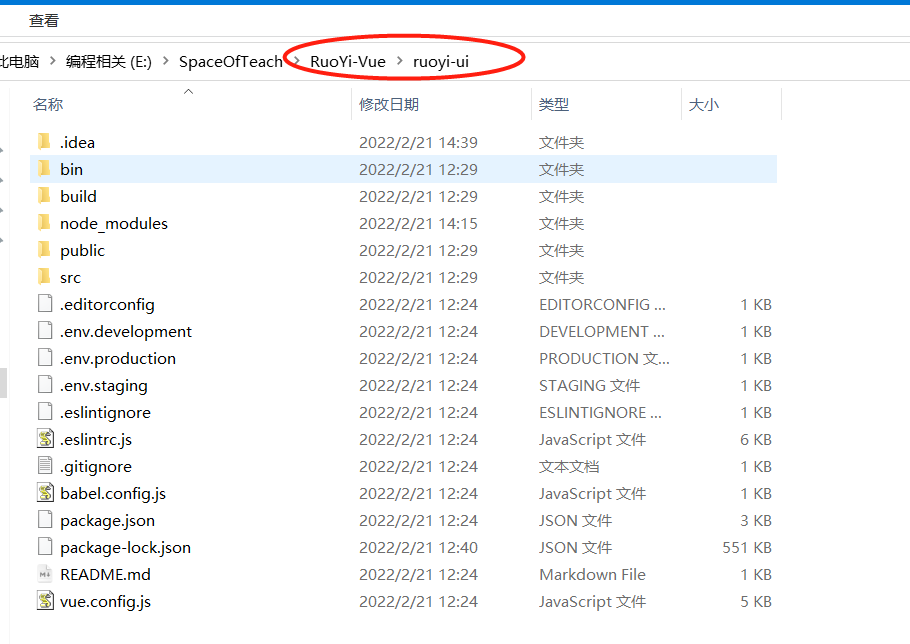 查看
此电脑 > 编程相关 (E:) > SpaceOfTeach > RuoYi-Vue > ruoyi-ui
名称 修改日期 类型 大小
.idea 2022/2/21 14:39 文件夹
bin 2022/2/21 12:29 文件夹
build 2022/2/21 12:29 文件夹
node_modules 2022/2/21 14:15 文件夹
public 2022/2/21 12:29 文件夹
src 2022/2/21 12:29 文件夹
.editorconfig 2022/2/21 12:24 EDITORCONFIG ... 1 KB
.env.development 2022/2/21 12:24 DEVELOPMENT ... 1 KB
.env.production 2022/2/21 12:24 PRODUCTION 文... 1 KB
.env.staging 2022/2/21 12:24 STAGING 文件 1 KB
.eslintignore 2022/2/21 12:24 ESLINTIGNORE ... 1 KB
.eslintrc.js 2022/2/21 12:24 JavaScript 文件 6 KB
.gitignore 2022/2/21 12:24 文本文档 1 KB
babel.config.js 2022/2/21 12:24 JavaScript 文件 1 KB
package.json 2022/2/21 12:24 JSON 文件 3 KB
package-lock.json 2022/2/21 12:40 JSON 文件 551 KB
README.md 2022/2/21 12:24 Markdown File 1 KB
vue.config.js 2022/2/21 12:24 JavaScript 文件 5 KB